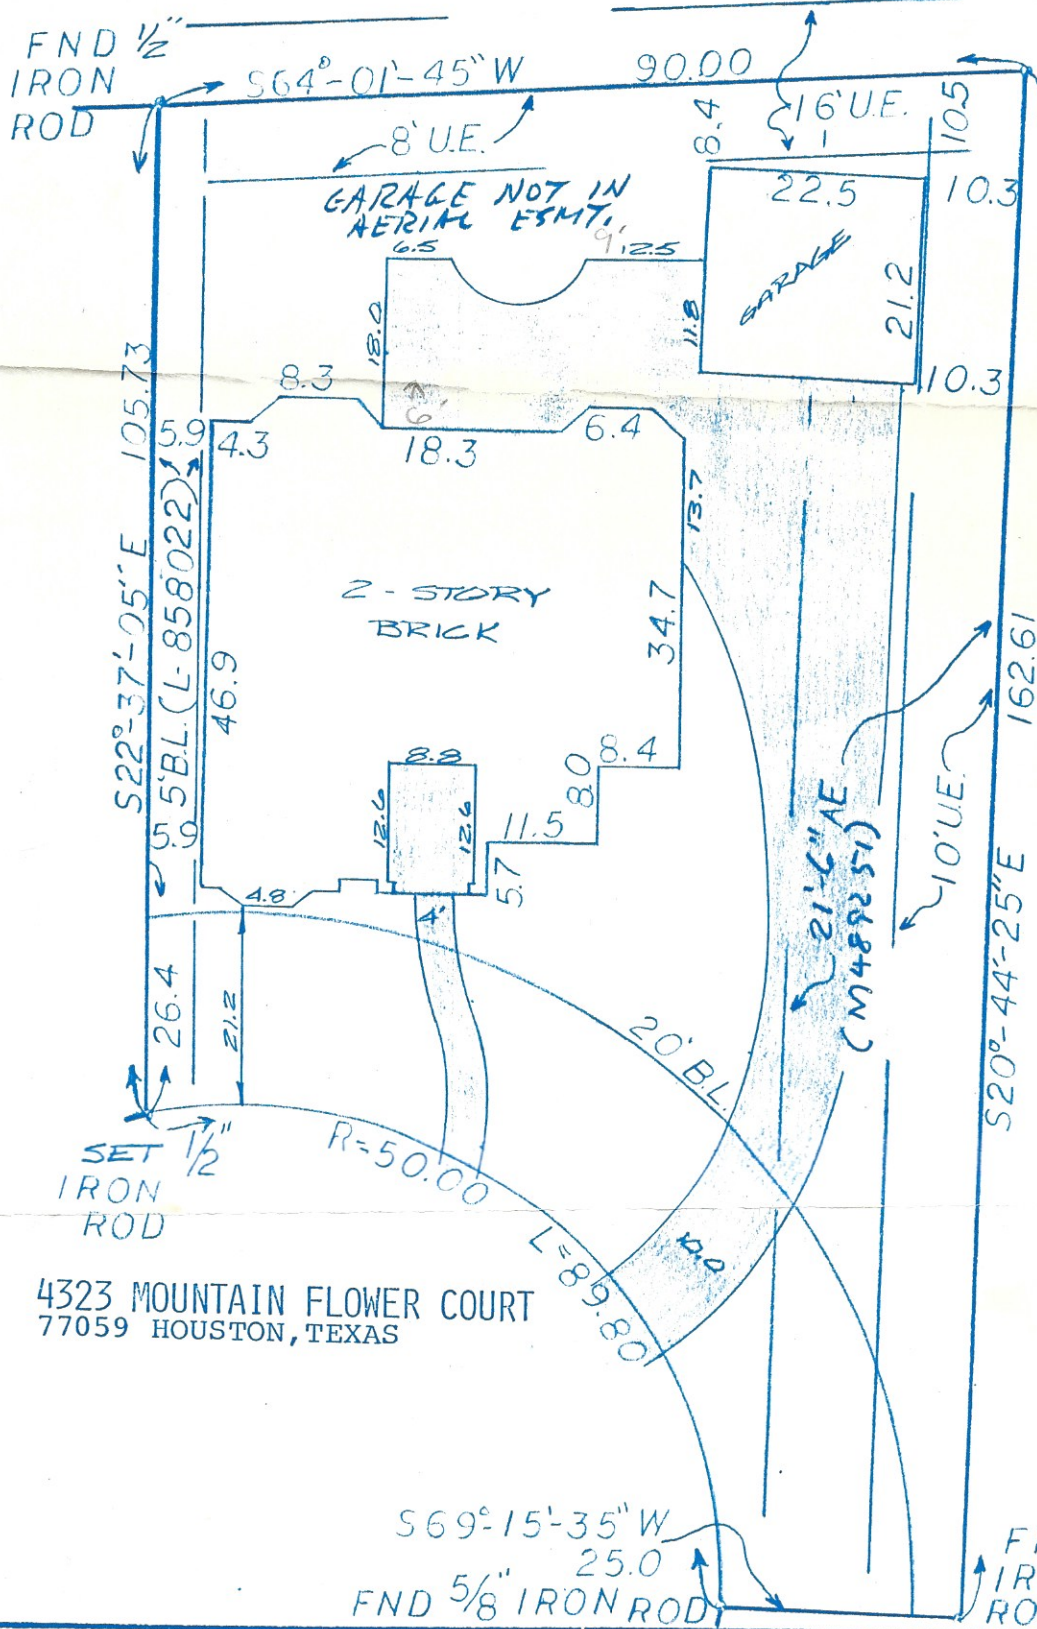 FND 1/2"
IRON
ROD
S64°-01'-45" W
90.00
8' U.E.
16' U.E.
8.4
10.5
GARAGE NOT IN
AERIAL ESMT.
22.5
10.3
GARAGE
21.2
10.3
6.5
9'
12.5
18.0
11.8
8.3
6'
5.9
4.3
18.3
6.4
13.7
S22°-37'-05" E 105.73
5' B.L. (L-858022)
2 - STORY
BRICK
34.7
46.9
8.8
12.6
12.6
8.0
8.4
11.5
5.7
5.9
4.8
4'
26.4
21.2
20' B.L.
21'-6" AE
(M489251)
10' U.E.
162.61
S20°-44'-25" E
SET 1/2"
IRON
ROD
R=50.00
L=89.80
10.0
4323 MOUNTAIN FLOWER COURT
77059 HOUSTON, TEXAS
S69°-15'-35" W
25.0
FND 5/8" IRON ROD